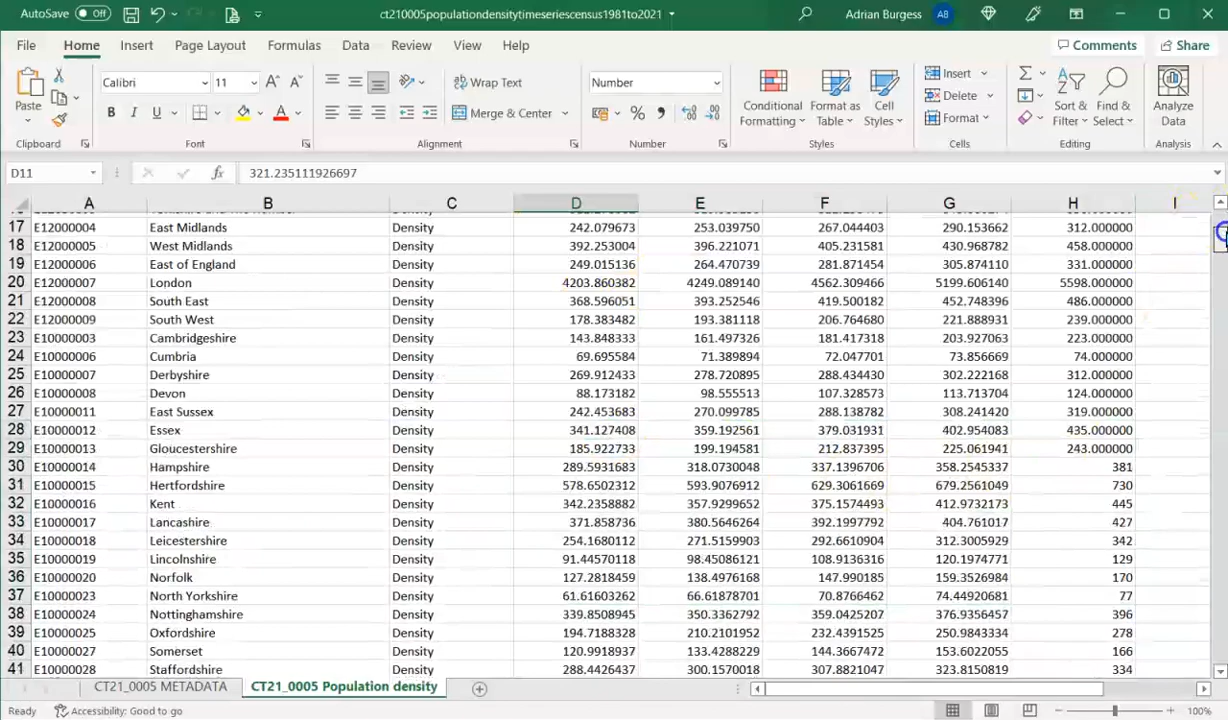 AutoSave Off ct210005populationdensitytimeseriescensus1981to2021 Adrian Burgess AB
File Home Insert Page Layout Formulas Data Review View Help Comments Share
Calibri 11 Wrap Text Number Insert
Paste Conditional Format as Cell Delete Sort & Find & Analyze
B I U Merge & Center Formatting Table Styles Format Filter Select Data
Clipboard Font Alignment Number Styles Cells Editing Analysis
D11 fx 321.235111926697
A B C D E F G H I
17 E12000004 East Midlands Density 242.079673 253.039750 267.044403 290.153662 312.000000
18 E12000005 West Midlands Density 392.253004 396.221071 405.231581 430.968782 458.000000
19 E12000006 East of England Density 249.015136 264.470739 281.871454 305.874110 331.000000
20 E12000007 London Density 4203.860382 4249.089140 4562.309466 5199.606140 5598.000000
21 E12000008 South East Density 368.596051 393.252546 419.500182 452.748396 486.000000
22 E12000009 South West Density 178.383482 193.381118 206.764680 221.888931 239.000000
23 E10000003 Cambridgeshire Density 143.848333 161.497326 181.417318 203.927063 223.000000
24 E10000006 Cumbria Density 69.695584 71.389894 72.047701 73.856669 74.000000
25 E10000007 Derbyshire Density 269.912433 278.720895 288.434430 302.222168 312.000000
26 E10000008 Devon Density 88.173182 98.555513 107.328573 113.713704 124.000000
27 E10000011 East Sussex Density 242.453683 270.099785 288.138782 308.241420 319.000000
28 E10000012 Essex Density 341.127408 359.192561 379.031931 402.954083 435.000000
29 E10000013 Gloucestershire Density 185.922733 199.194581 212.837395 225.061941 243.000000
30 E10000014 Hampshire Density 289.5931683 318.0730048 337.1396706 358.2545337 381
31 E10000015 Hertfordshire Density 578.6502312 593.9076912 629.3061669 679.2561049 730
32 E10000016 Kent Density 342.2358882 357.9299652 375.1574493 412.9732173 445
33 E10000017 Lancashire Density 371.858736 380.5646264 392.1997792 404.761017 427
34 E10000018 Leicestershire Density 254.1680112 271.5159903 292.6610904 312.3005929 342
35 E10000019 Lincolnshire Density 91.44570118 98.45086121 108.9136316 120.1974771 129
36 E10000020 Norfolk Density 127.2818459 138.4976168 147.990185 159.3526984 170
37 E10000023 North Yorkshire Density 61.61603262 66.61878701 70.8766462 74.44920681 77
38 E10000024 Nottinghamshire Density 339.8508945 350.3362792 359.0425207 376.9356457 396
39 E10000025 Oxfordshire Density 194.7188328 210.2101952 232.4391525 250.9843334 278
40 E10000027 Somerset Density 120.9918937 133.4288229 144.3667472 153.6022055 166
41 E10000028 Staffordshire Density 288.4426437 300.1570018 307.8821047 323.8150819 334
CT21_0005 METADATA CT21_0005 Population density
Ready Accessibility: Good to go 100%